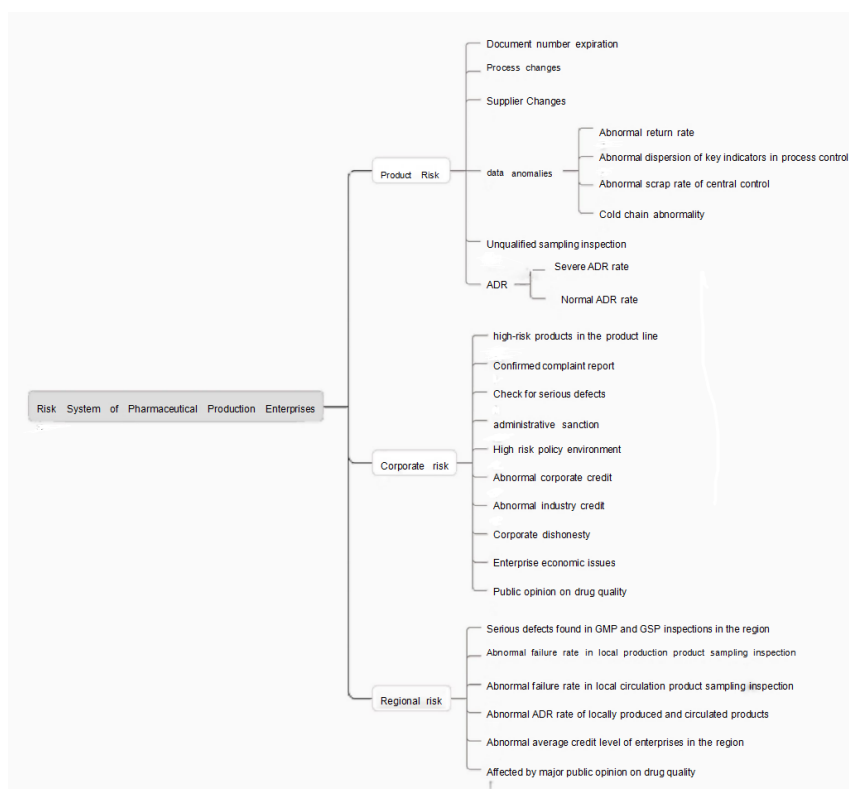 Document number expiration
Process changes
Supplier Changes
Abnormal return rate
Abnormal dispersion of key indicators in process control
Product Risk
data anomalies
Abnormal scrap rate of central control
Cold chain abnormality
Unqualified sampling inspection
Severe ADR rate
ADR
Normal ADR rate
high-risk products in the product line
Confirmed complaint report
Check for serious defects
Risk System of Pharmaceutical Production Enterprises
administrative sanction
High risk policy environment
Corporate risk
Abnormal corporate credit
Abnormal industry credit
Corporate dishonesty
Enterprise economic issues
Public opinion on drug quality
Serious defects found in GMP and GSP inspections in the region
Abnormal failure rate in local production product sampling inspection
Abnormal failure rate in local circulation product sampling inspection
Regional risk
Abnormal ADR rate of locally produced and circulated products
Abnormal average credit level of enterprises in the region
Affected by major public opinion on drug quality